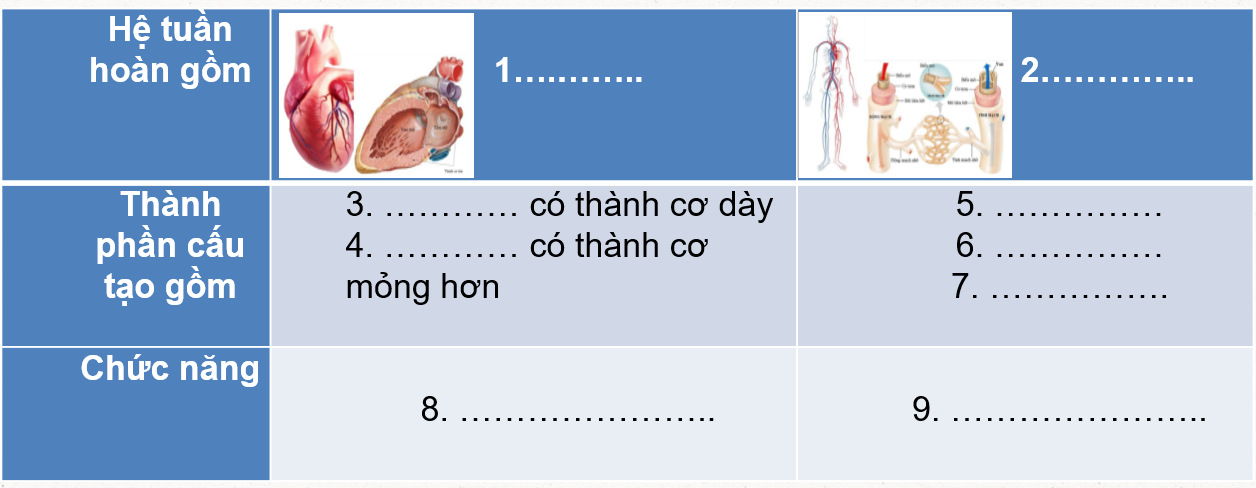 Hệ tuần
hoàn gồm
1………….
2…………..
Thành
phần cấu
tạo gồm
3. ………… có thành cơ dày
4. ………… có thành cơ
mỏng hơn
5. ……………
6. ……………
7. …………….
Chức năng
8. …………………..
9. …………………..